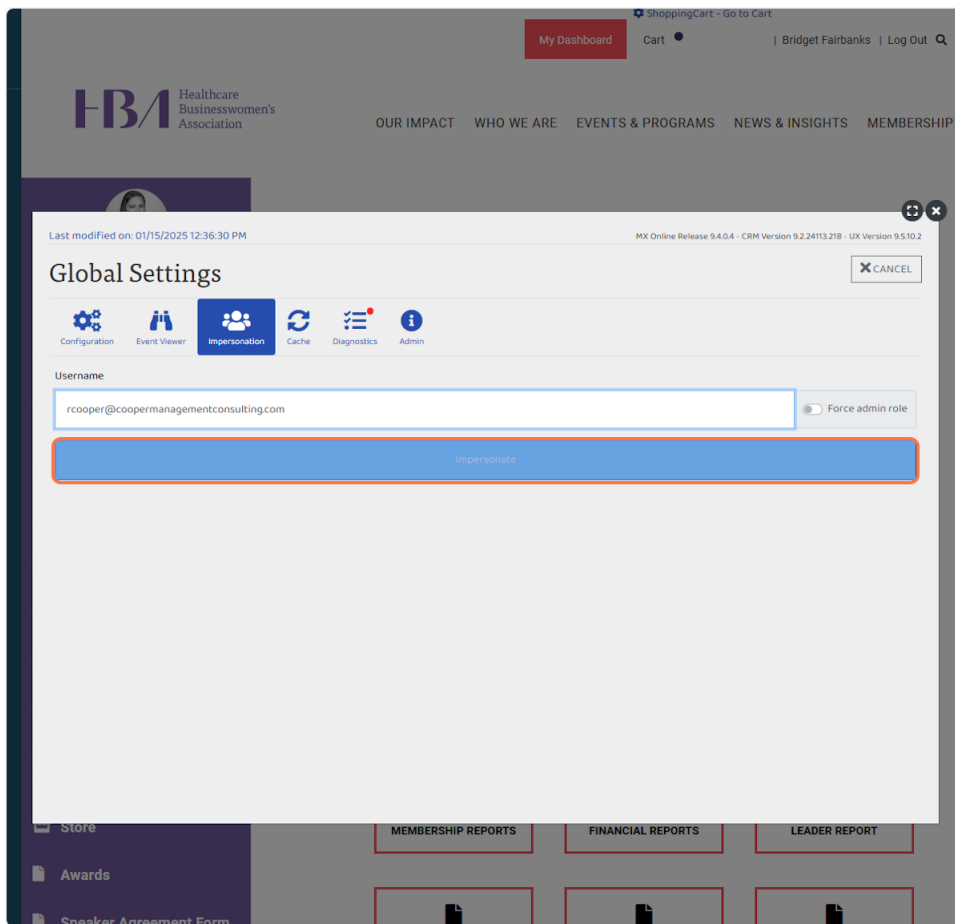 ShoppingCart - Go to Cart
My Dashboard Cart | Bridget Fairbanks | Log Out
HBA Healthcare
Businesswomen's
Association
OUR IMPACT WHO WE ARE EVENTS & PROGRAMS NEWS & INSIGHTS MEMBERSHIP
Last modified on: 01/15/2025 12:36:30 PM MX Online Release 9.4.0.4 - CRM Version 9.2.24113.218 - UX Version 9.5.10.2
Global Settings CANCEL
Configuration Event Viewer Impersonation Cache Diagnostics Admin
Username
rcooper@coopermanagementconsulting.com Force admin role
Impersonate
Store MEMBERSHIP REPORTS FINANCIAL REPORTS LEADER REPORT
Awards
Speaker Agreement Form